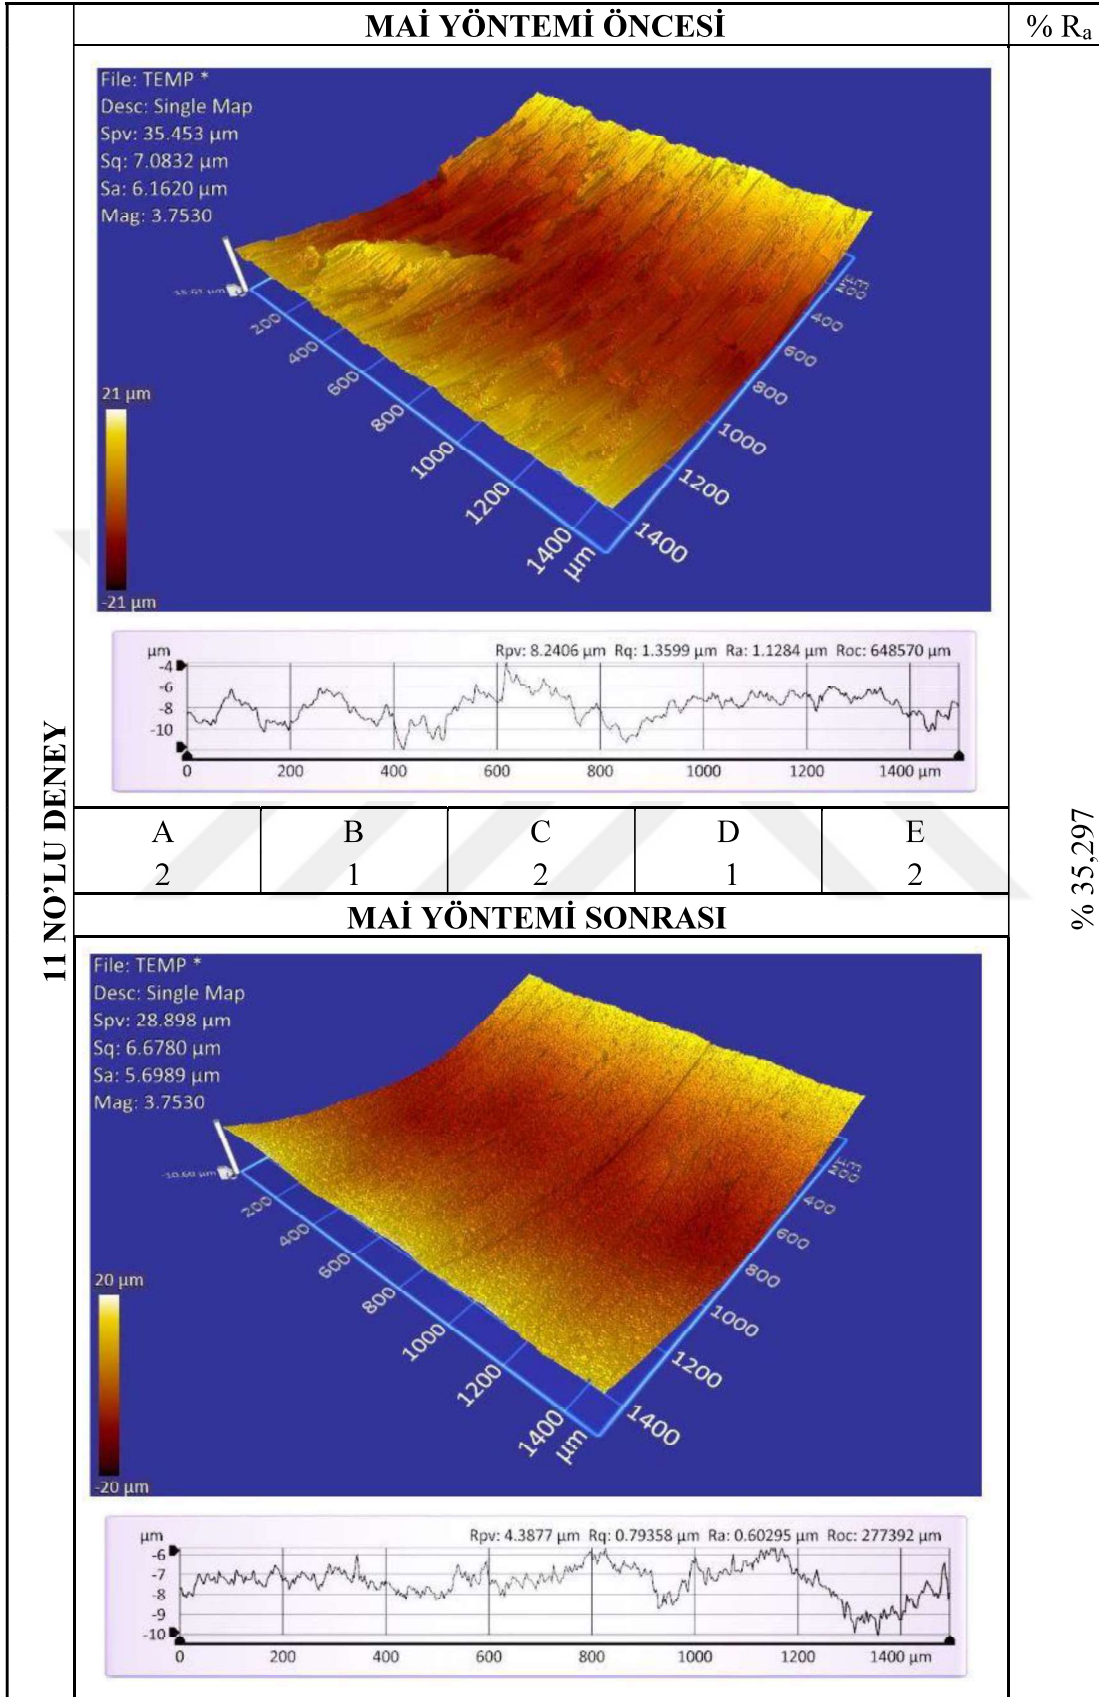 MAİ YÖNTEMİ ÖNCESİ
% Ra
File: TEMP *
Desc: Single Map
Spv: 35.453 µm
Sq: 7.0832 µm
Sa: 6.1620 µm
Mag: 3.7530
21 µm
-21 µm
200
400
600
800
1000
1200
1400
µm
µm
200
400
600
800
1000
1200
1400
µm
Rpv: 8.2406 µm Rq: 1.3599 µm Ra: 1.1284 µm Roc: 648570 µm
-4
-6
-8
-10
0 200 400 600 800 1000 1200 1400 µm
11 NO’LU DENEY
A B C D E
2 1 2 1 2
% 35,297
MAİ YÖNTEMİ SONRASI
File: TEMP *
Desc: Single Map
Spv: 28.898 µm
Sq: 6.6780 µm
Sa: 5.6989 µm
Mag: 3.7530
20 µm
-20 µm
200
400
600
800
1000
1200
1400
µm
µm
200
400
600
800
1000
1200
1400
µm
Rpv: 4.3877 µm Rq: 0.79358 µm Ra: 0.60295 µm Roc: 277392 µm
-6
-7
-8
-9
-10
0 200 400 600 800 1000 1200 1400 µm